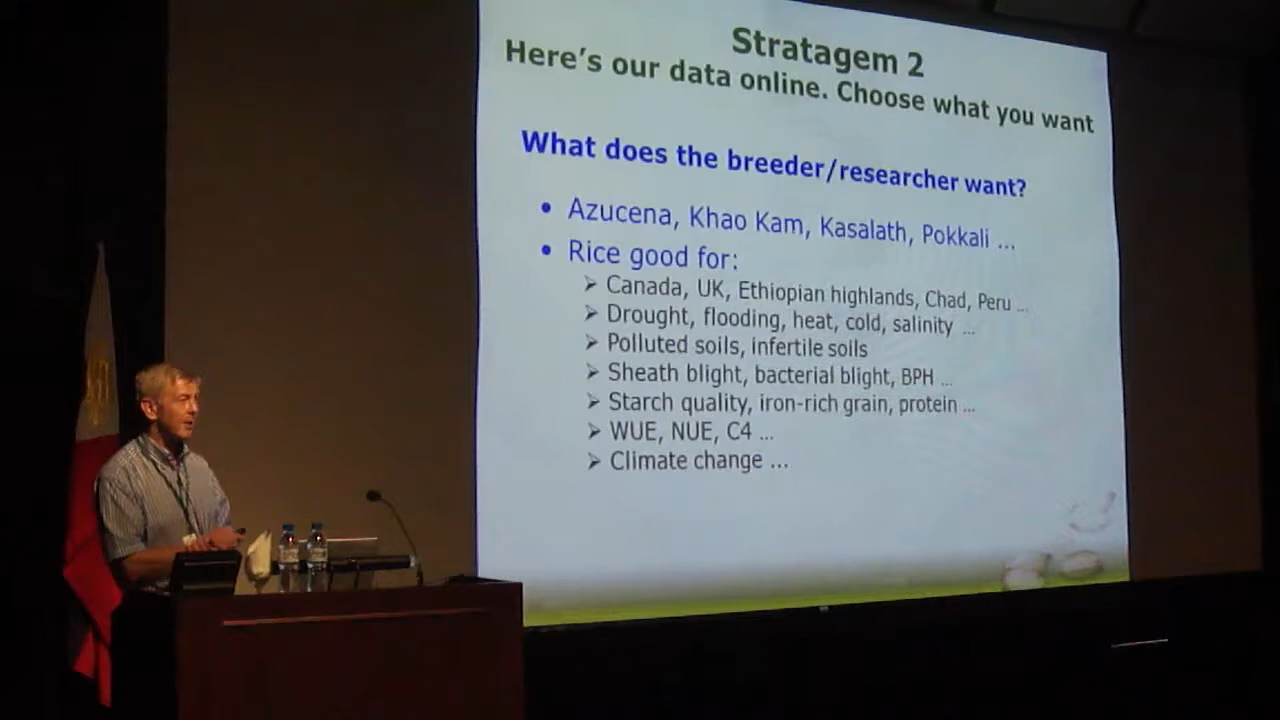 Stratagem 2
Here's our data online. Choose what you want
What does the breeder/researcher want?
• Azucena, Khao Kam, Kasalath, Pokkali ...
• Rice good for:
➢ Canada, UK, Ethiopian highlands, Chad, Peru ...
➢ Drought, flooding, heat, cold, salinity ...
➢ Polluted soils, infertile soils
➢ Sheath blight, bacterial blight, BPH ...
➢ Starch quality, iron-rich grain, protein ...
➢ WUE, NUE, C4 ...
➢ Climate change ...